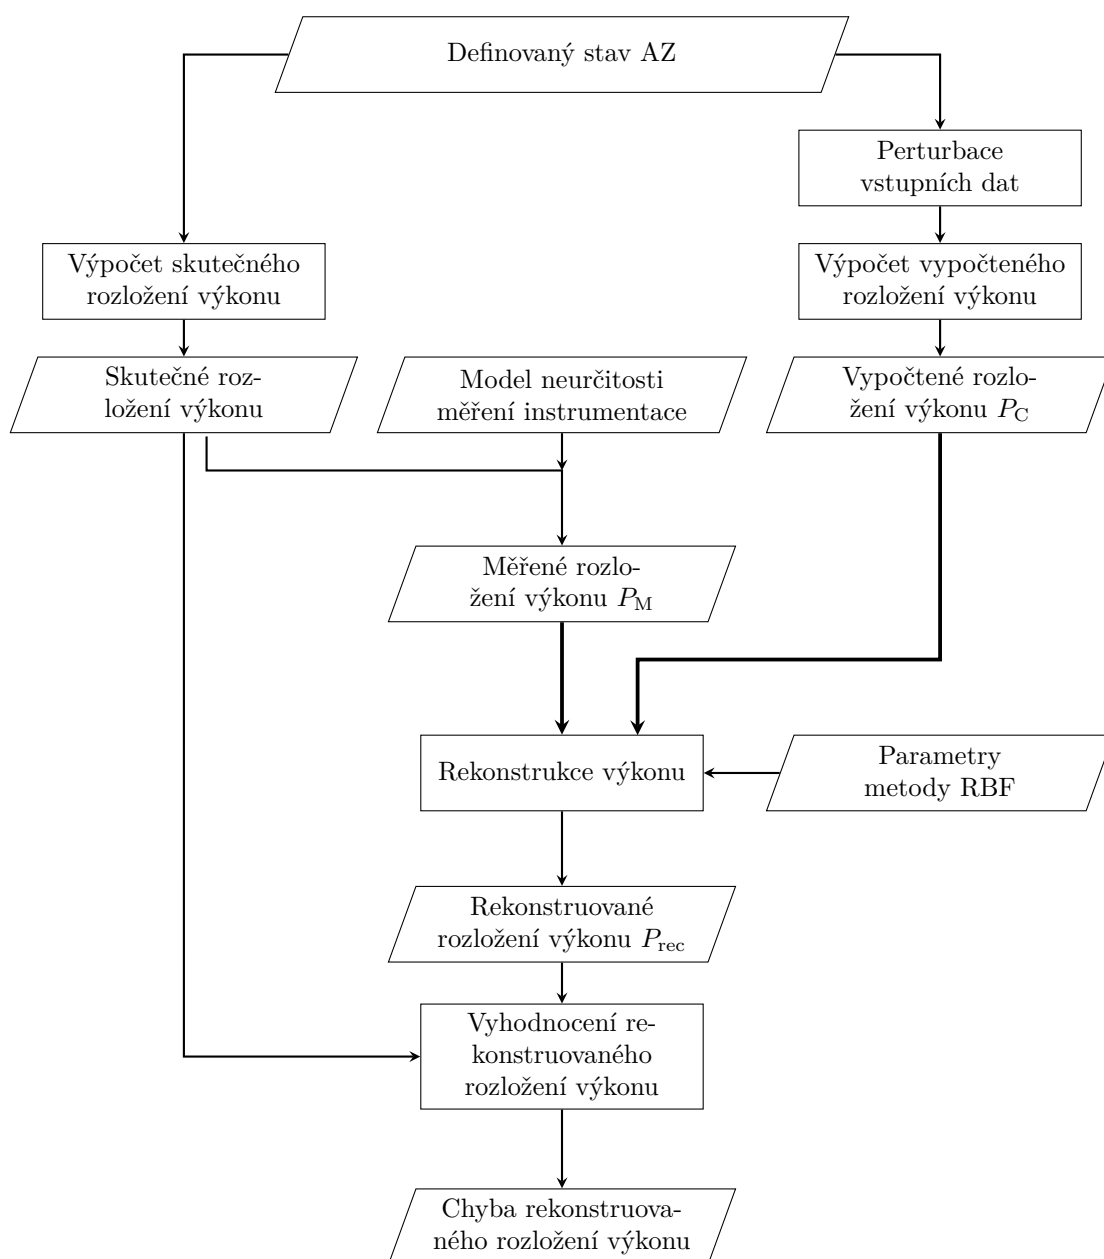 Definovaný stav AZ
Perturbace
vstupních dat
Výpočet skutečného
rozložení výkonu
Výpočet vypočteného
rozložení výkonu
Skutečné roz-
ložení výkonu
Model neurčitosti
měření instrumentace
Vypočtené rozlo-
žení výkonu P_C
Měřené rozlo-
žení výkonu P_M
Rekonstrukce výkonu
Parametry
metody RBF
Rekonstruované
rozložení výkonu P_rec
Vyhodnocení re-
konstruovaného
rozložení výkonu
Chyba rekonstruova-
ného rozložení výkonu